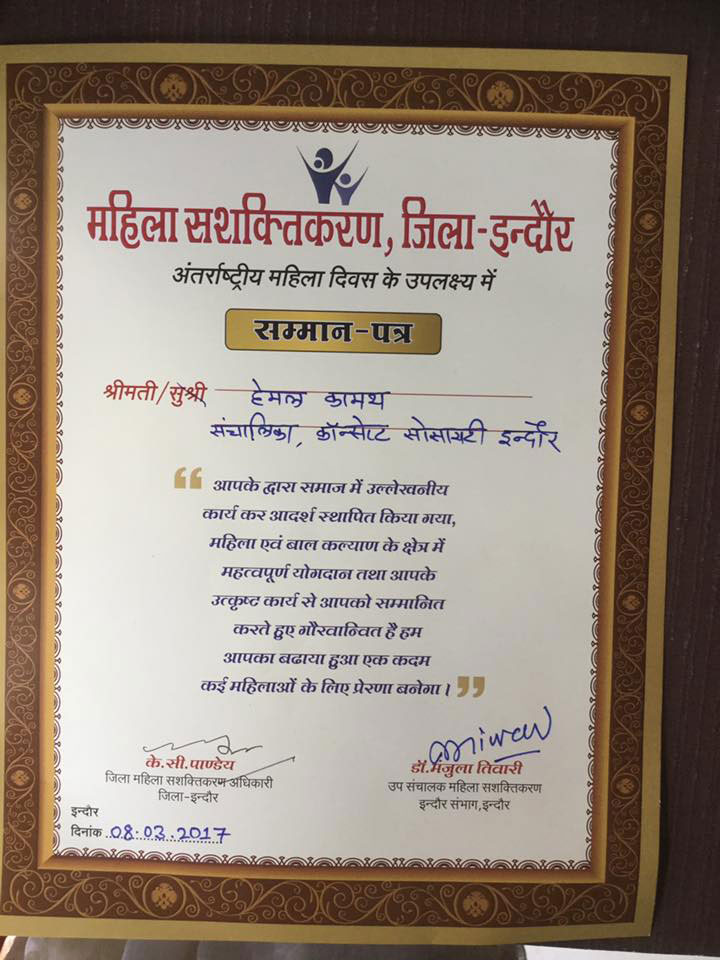 महिला सशक्तिकरण, जिला-इन्दौर
अंतर्राष्ट्रीय महिला दिवस के उपलक्ष्य में
सम्मान-पत्र
श्रीमती/सुश्री हेमल कामथ
संचालिका, कॉन्सेप्ट सोसायटी इन्दौर
“ आपके द्वारा समाज में उल्लेखनीय
कार्य कर आदर्श स्थापित किया गया,
महिला एवं बाल कल्याण के क्षेत्र में
महत्वपूर्ण योगदान तथा आपके
उत्कृष्ट कार्य से आपको सम्मानित
करते हुए गौरवान्वित है हम
आपका बढाया हुआ एक कदम
कई महिलाओं के लिए प्रेरणा बनेगा। ”
के.सी.पाण्डेय
जिला महिला सशक्तिकरण अधिकारी
जिला-इन्दौर
डॉ.मंजुला तिवारी
उप संचालक महिला सशक्तिकरण
इन्दौर संभाग,इन्दौर
इन्दौर
दिनांक 08.03.2017